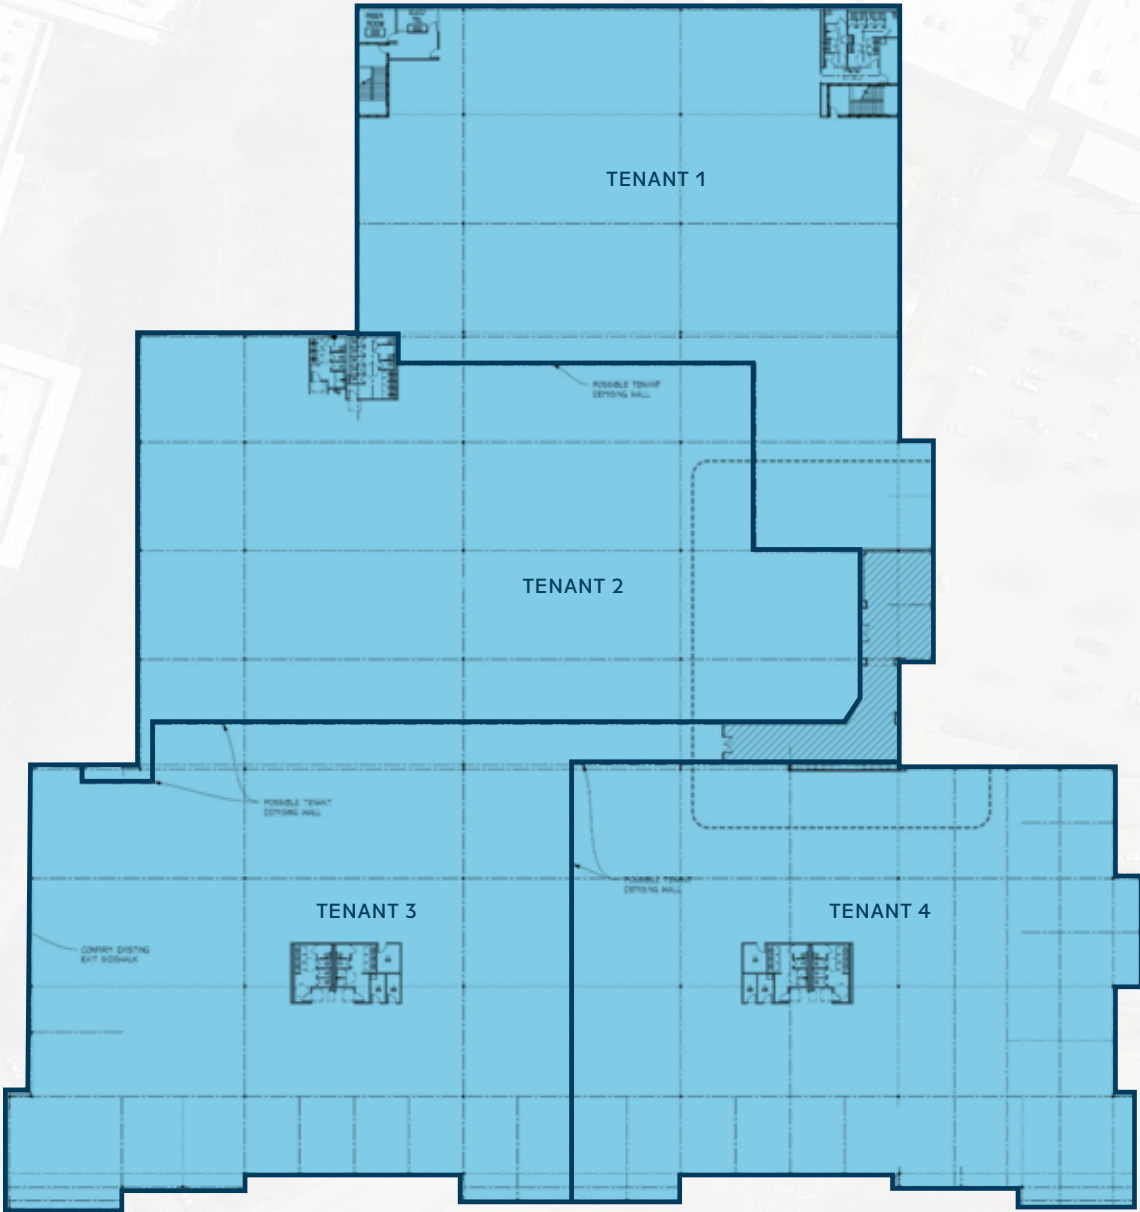 TENANT 1
POSSIBLE TENANT
DEMISING WALL
TENANT 2
POSSIBLE TENANT
DEMISING WALL
POSSIBLE TENANT
DEMISING WALL
TENANT 3
TENANT 4
CONFIRM EXISTING
EXIT SIDEWALK